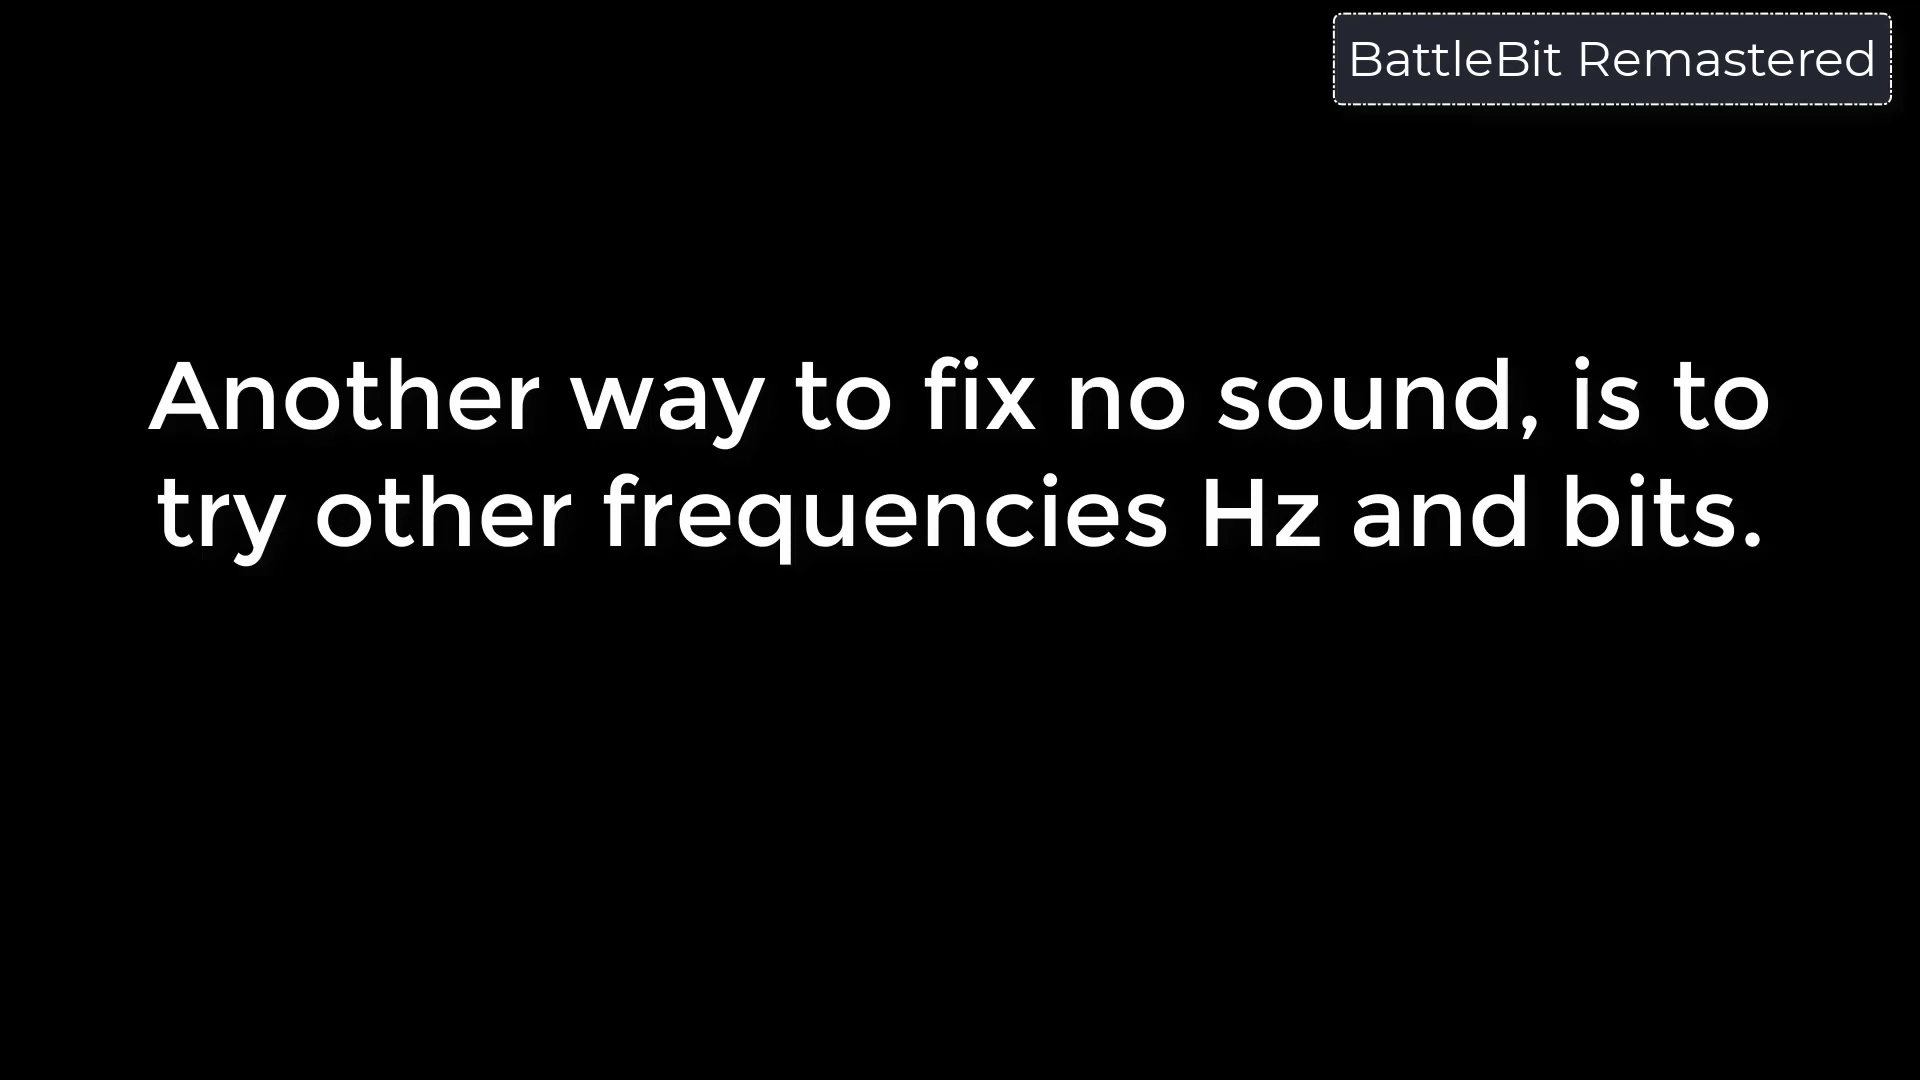 BattleBit Remastered
Another way to fix no sound, is to
try other frequencies Hz and bits.